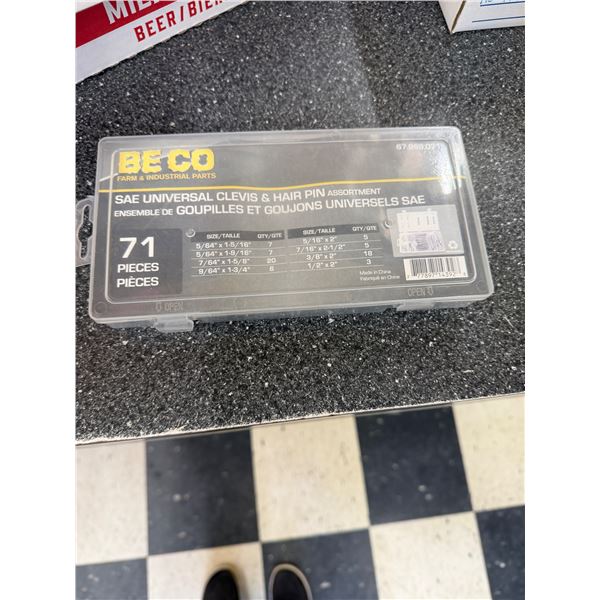 BEER/BIER
BE CO
FARM & INDUSTRIAL PARTS
SAE UNIVERSAL CLEVIS & HAIR PIN ASSORTMENT
ENSEMBLE DE GOUPILLES ET GOUJONS UNIVERSELS SAE
71
PIECES
PIÈCES
SIZE/TAILLE QTY/QTE
5/64" x 1-5/16" 7
5/64" x 1-9/16" 7
7/64" x 1-5/8" 20
9/64" x 1-3/4" 6
SIZE/TAILLE QTY/QTE
5/16" x 2" 5
7/16" x 2-1/2" 5
3/8" x 2" 18
1/2" x 2" 3
Made in China
Fabriqué en Chine
OPEN
OPEN